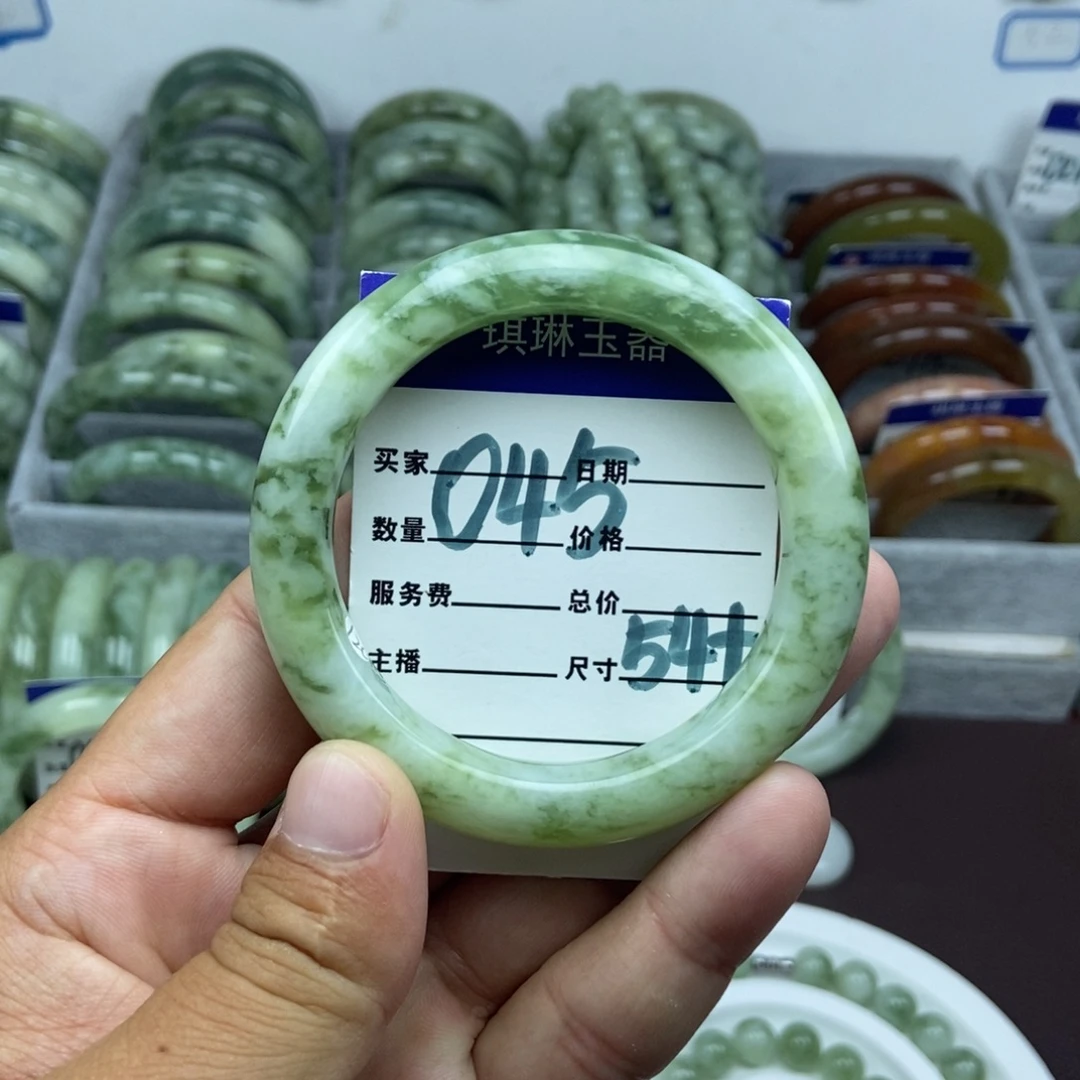 琪琳玉器
买家 045 日期
数量 价格
服务费 总价
主播 尺寸 54+